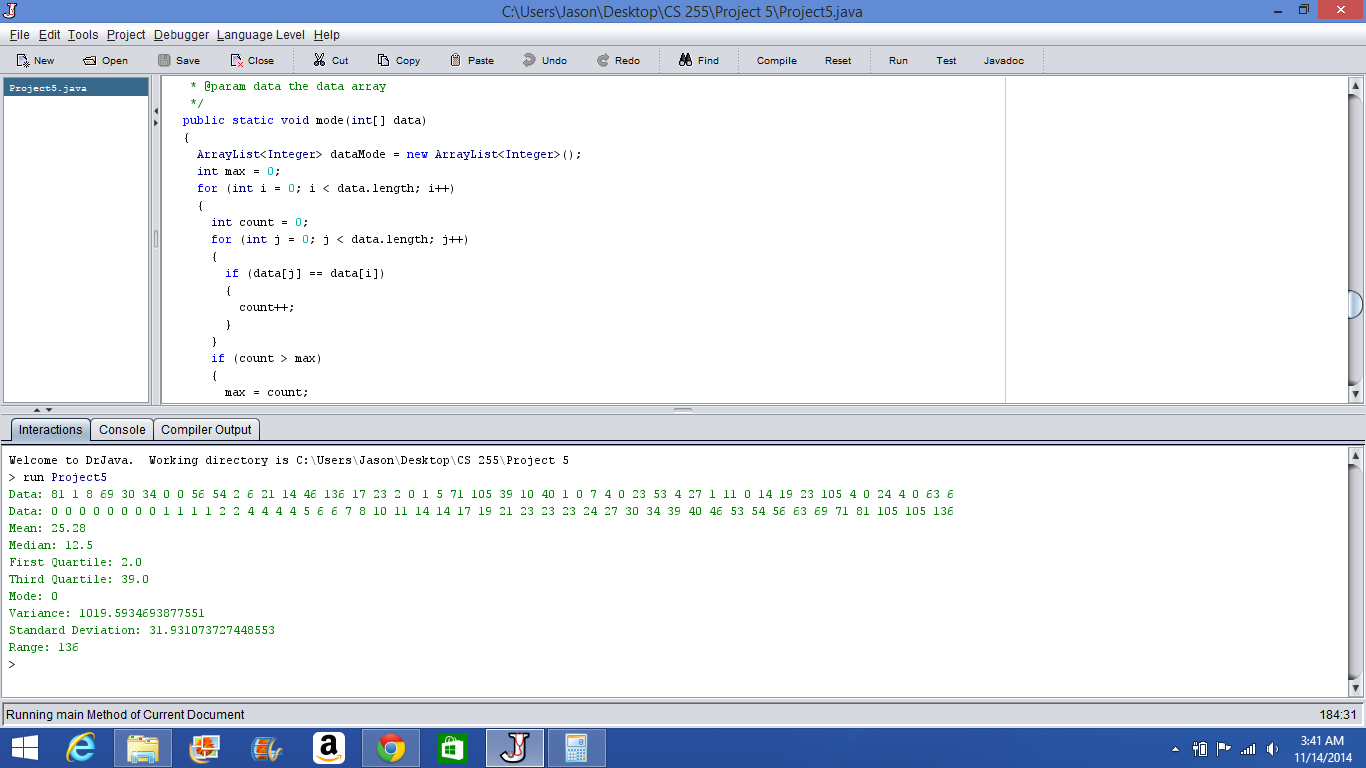 C:\Users\Jason\Desktop\CS 255\Project 5\Project5.java
File Edit Tools Project Debugger Language Level Help
New Open Save Close Cut Copy Paste Undo Redo Find Compile Reset Run Test Javadoc
Project5.java
* @param data the data array
*/
public static void mode(int[] data)
{
ArrayList<Integer> dataMode = new ArrayList<Integer>();
int max = 0;
for (int i = 0; i < data.length; i++)
{
int count = 0;
for (int j = 0; j < data.length; j++)
{
if (data[j] == data[i])
{
count++;
}
}
if (count > max)
{
max = count;
Interactions Console Compiler Output
Welcome to DrJava.  Working directory is C:\Users\Jason\Desktop\CS 255\Project 5
> run Project5
Data: 81 1 8 69 30 34 0 0 56 54 2 6 21 14 46 136 17 23 2 0 1 5 71 105 39 10 40 1 0 7 4 0 23 53 4 27 1 11 0 14 19 23 105 4 0 24 4 0 63 6
Data: 0 0 0 0 0 0 0 0 1 1 1 1 2 2 4 4 4 4 5 6 6 7 8 10 11 14 14 17 19 21 23 23 23 24 27 30 34 39 40 46 53 54 56 63 69 71 81 105 105 136
Mean: 25.28
Median: 12.5
First Quartile: 2.0
Third Quartile: 39.0
Mode: 0
Variance: 1019.5934693877551
Standard Deviation: 31.931073727448553
Range: 136
>
Running main Method of Current Document
184:31
a
3:41 AM
11/14/2014